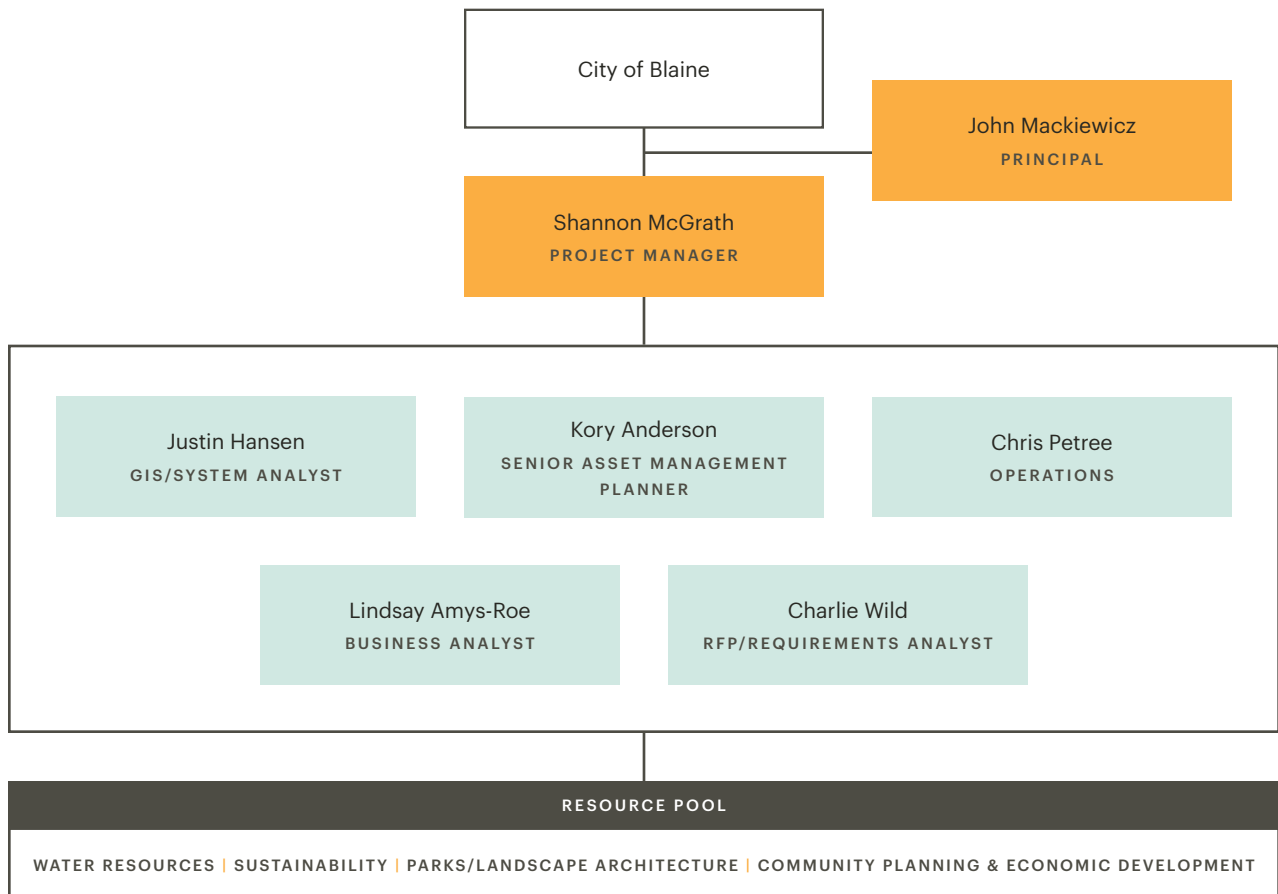 City of Blaine
John Mackiewicz
PRINCIPAL
Shannon McGrath
PROJECT MANAGER
Justin Hansen
GIS/SYSTEM ANALYST
Kory Anderson
SENIOR ASSET MANAGEMENT
PLANNER
Chris Petree
OPERATIONS
Lindsay Amys-Roe
BUSINESS ANALYST
Charlie Wild
RFP/REQUIREMENTS ANALYST
RESOURCE POOL
WATER RESOURCES | SUSTAINABILITY | PARKS/LANDSCAPE ARCHITECTURE | COMMUNITY PLANNING & ECONOMIC DEVELOPMENT